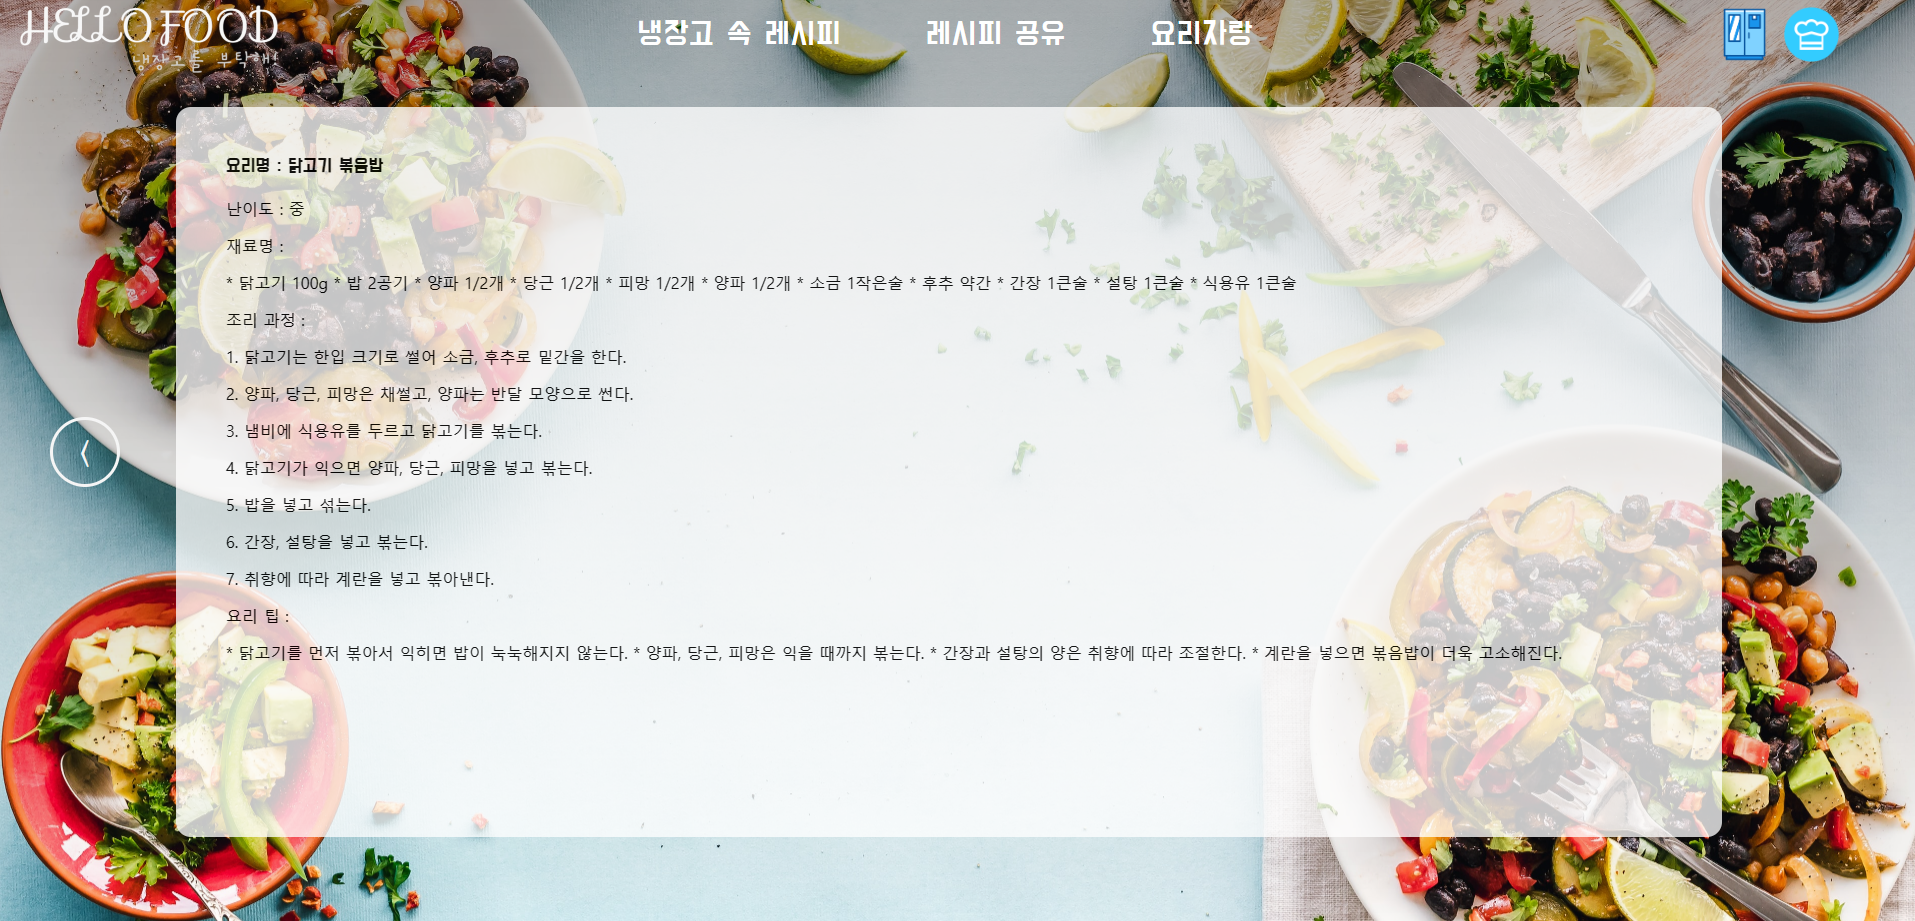 HELLO FOOD
냉장고를 부탁해!
냉장고 속 레시피 레시피 공유 요리자랑
요리명 : 닭고기 볶음밥
난이도 : 중
재료명 :
* 닭고기 100g * 밥 2공기 * 양파 1/2개 * 당근 1/2개 * 피망 1/2개 * 양파 1/2개 * 소금 1작은술 * 후추 약간 * 간장 1큰술 * 설탕 1큰술 * 식용유 1큰술
조리 과정 :
1. 닭고기는 한입 크기로 썰어 소금, 후추로 밑간을 한다.
2. 양파, 당근, 피망은 채썰고, 양파는 반달 모양으로 썬다.
3. 냄비에 식용유를 두르고 닭고기를 볶는다.
4. 닭고기가 익으면 양파, 당근, 피망을 넣고 볶는다.
5. 밥을 넣고 섞는다.
6. 간장, 설탕을 넣고 볶는다.
7. 취향에 따라 계란을 넣고 볶아낸다.
요리 팁 :
* 닭고기를 먼저 볶아서 익히면 밥이 눅눅해지지 않는다. * 양파, 당근, 피망은 익을 때까지 볶는다. * 간장과 설탕의 양은 취향에 따라 조절한다. * 계란을 넣으면 볶음밥이 더욱 고소해진다.